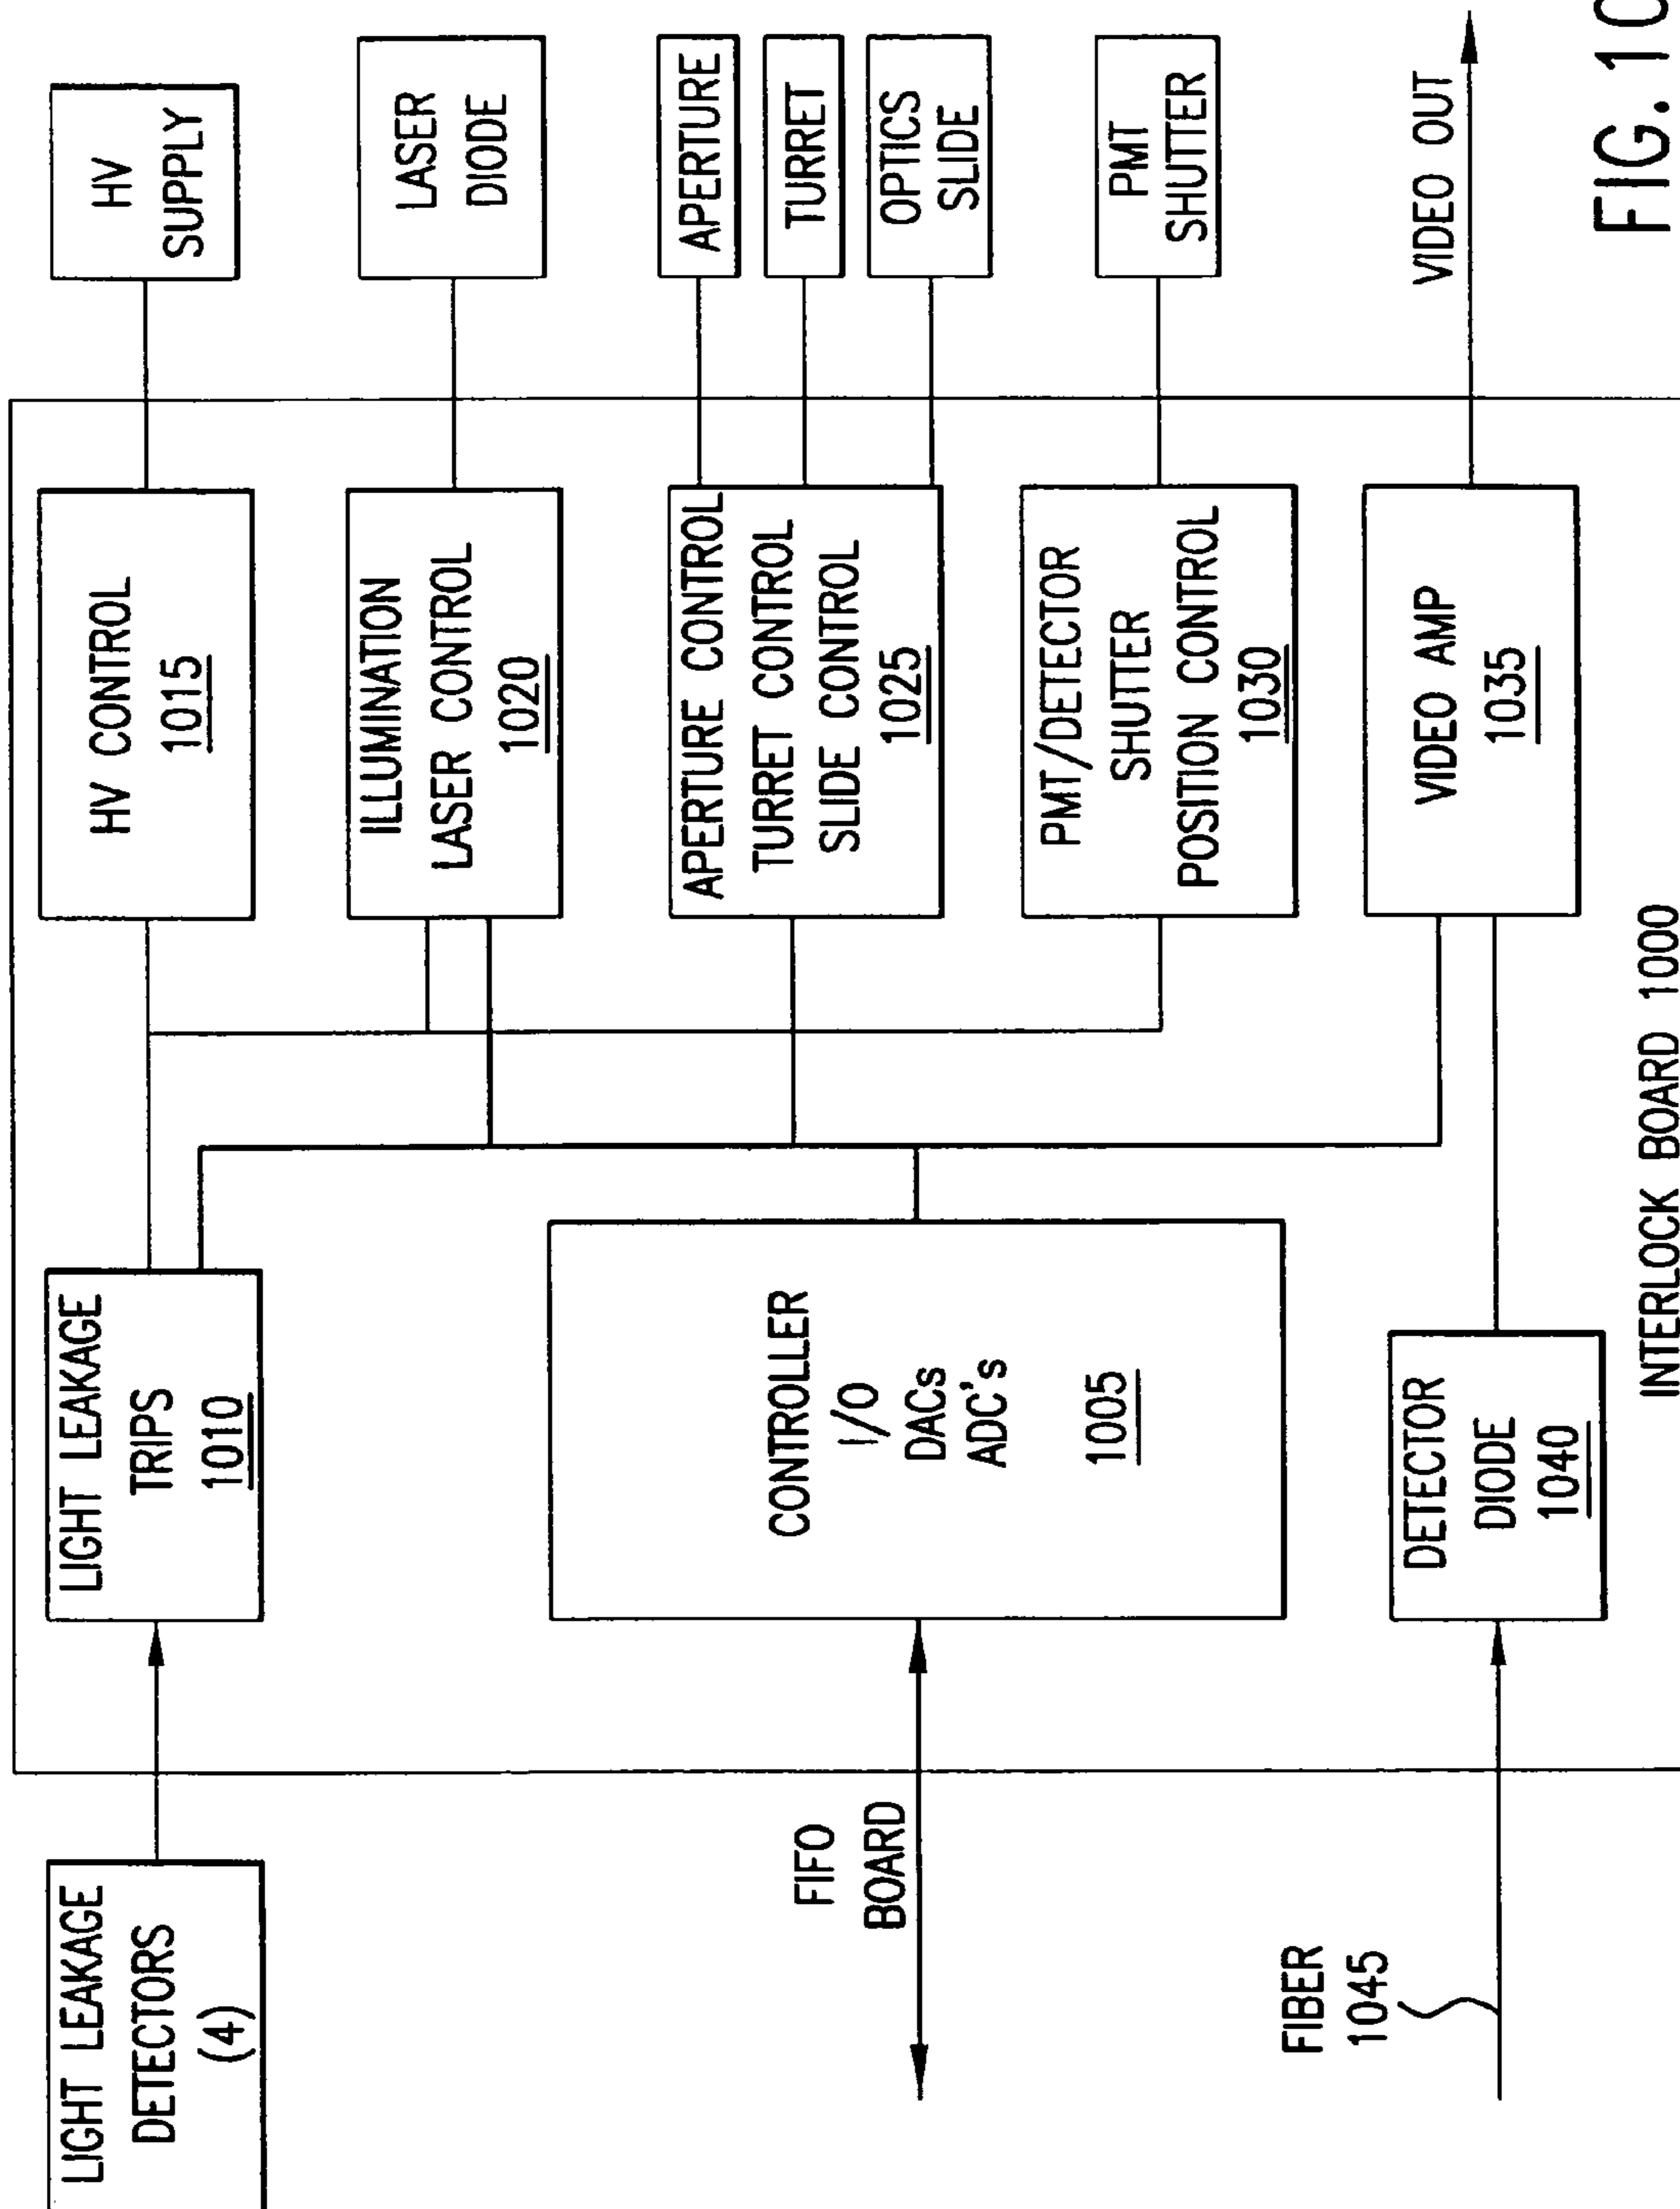 LIGHT LEAKAGE
DETECTORS
(4)
LIGHT LEAKAGE
TRIPS
1010
HV CONTROL
1015
HV
SUPPLY
ILLUMINATION
LASER CONTROL
1020
LASER
DIODE
FIFO
BOARD
CONTROLLER
I/O
DACs
ADC's
1005
APERTURE CONTROL
TURRET CONTROL
SLIDE CONTROL
1025
APERTURE
TURRET
OPTICS
SLIDE
PMT/DETECTOR
SHUTTER
POSITION CONTROL
1030
PMT
SHUTTER
FIBER
1045
DETECTOR
DIODE
1040
VIDEO AMP
1035
VIDEO OUT
INTERLOCK BOARD 1000
FIG. 10